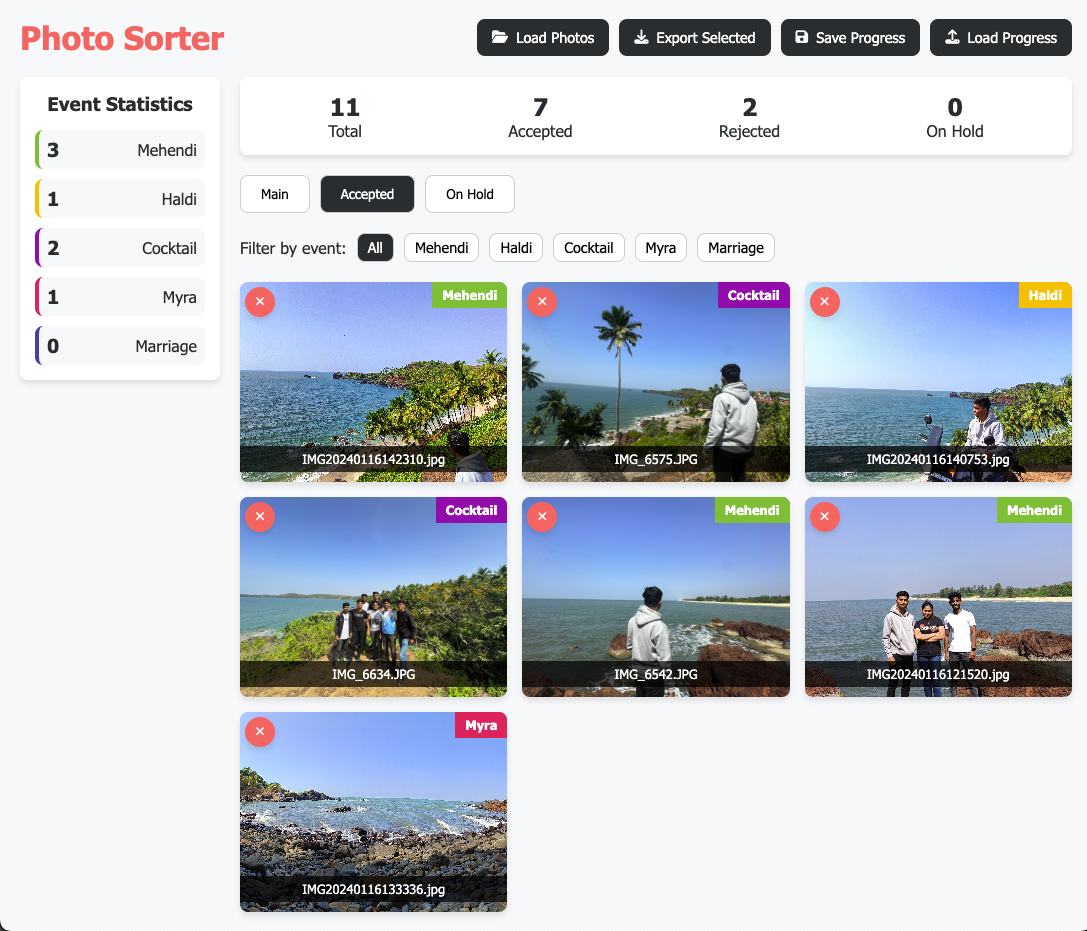 Photo Sorter
Load Photos
Export Selected
Save Progress
Load Progress
Event Statistics
3 Mehendi
1 Haldi
2 Cocktail
1 Myra
0 Marriage
11 7 2 0
Total Accepted Rejected On Hold
Main Accepted On Hold
Filter by event: All Mehendi Haldi Cocktail Myra Marriage
Mehendi
IMG20240116142310.jpg
Cocktail
IMG_6575.JPG
Haldi
IMG20240116140753.jpg
Cocktail
IMG_6634.JPG
Mehendi
IMG_6542.JPG
Mehendi
IMG20240116121520.jpg
Myra
IMG20240116133336.jpg